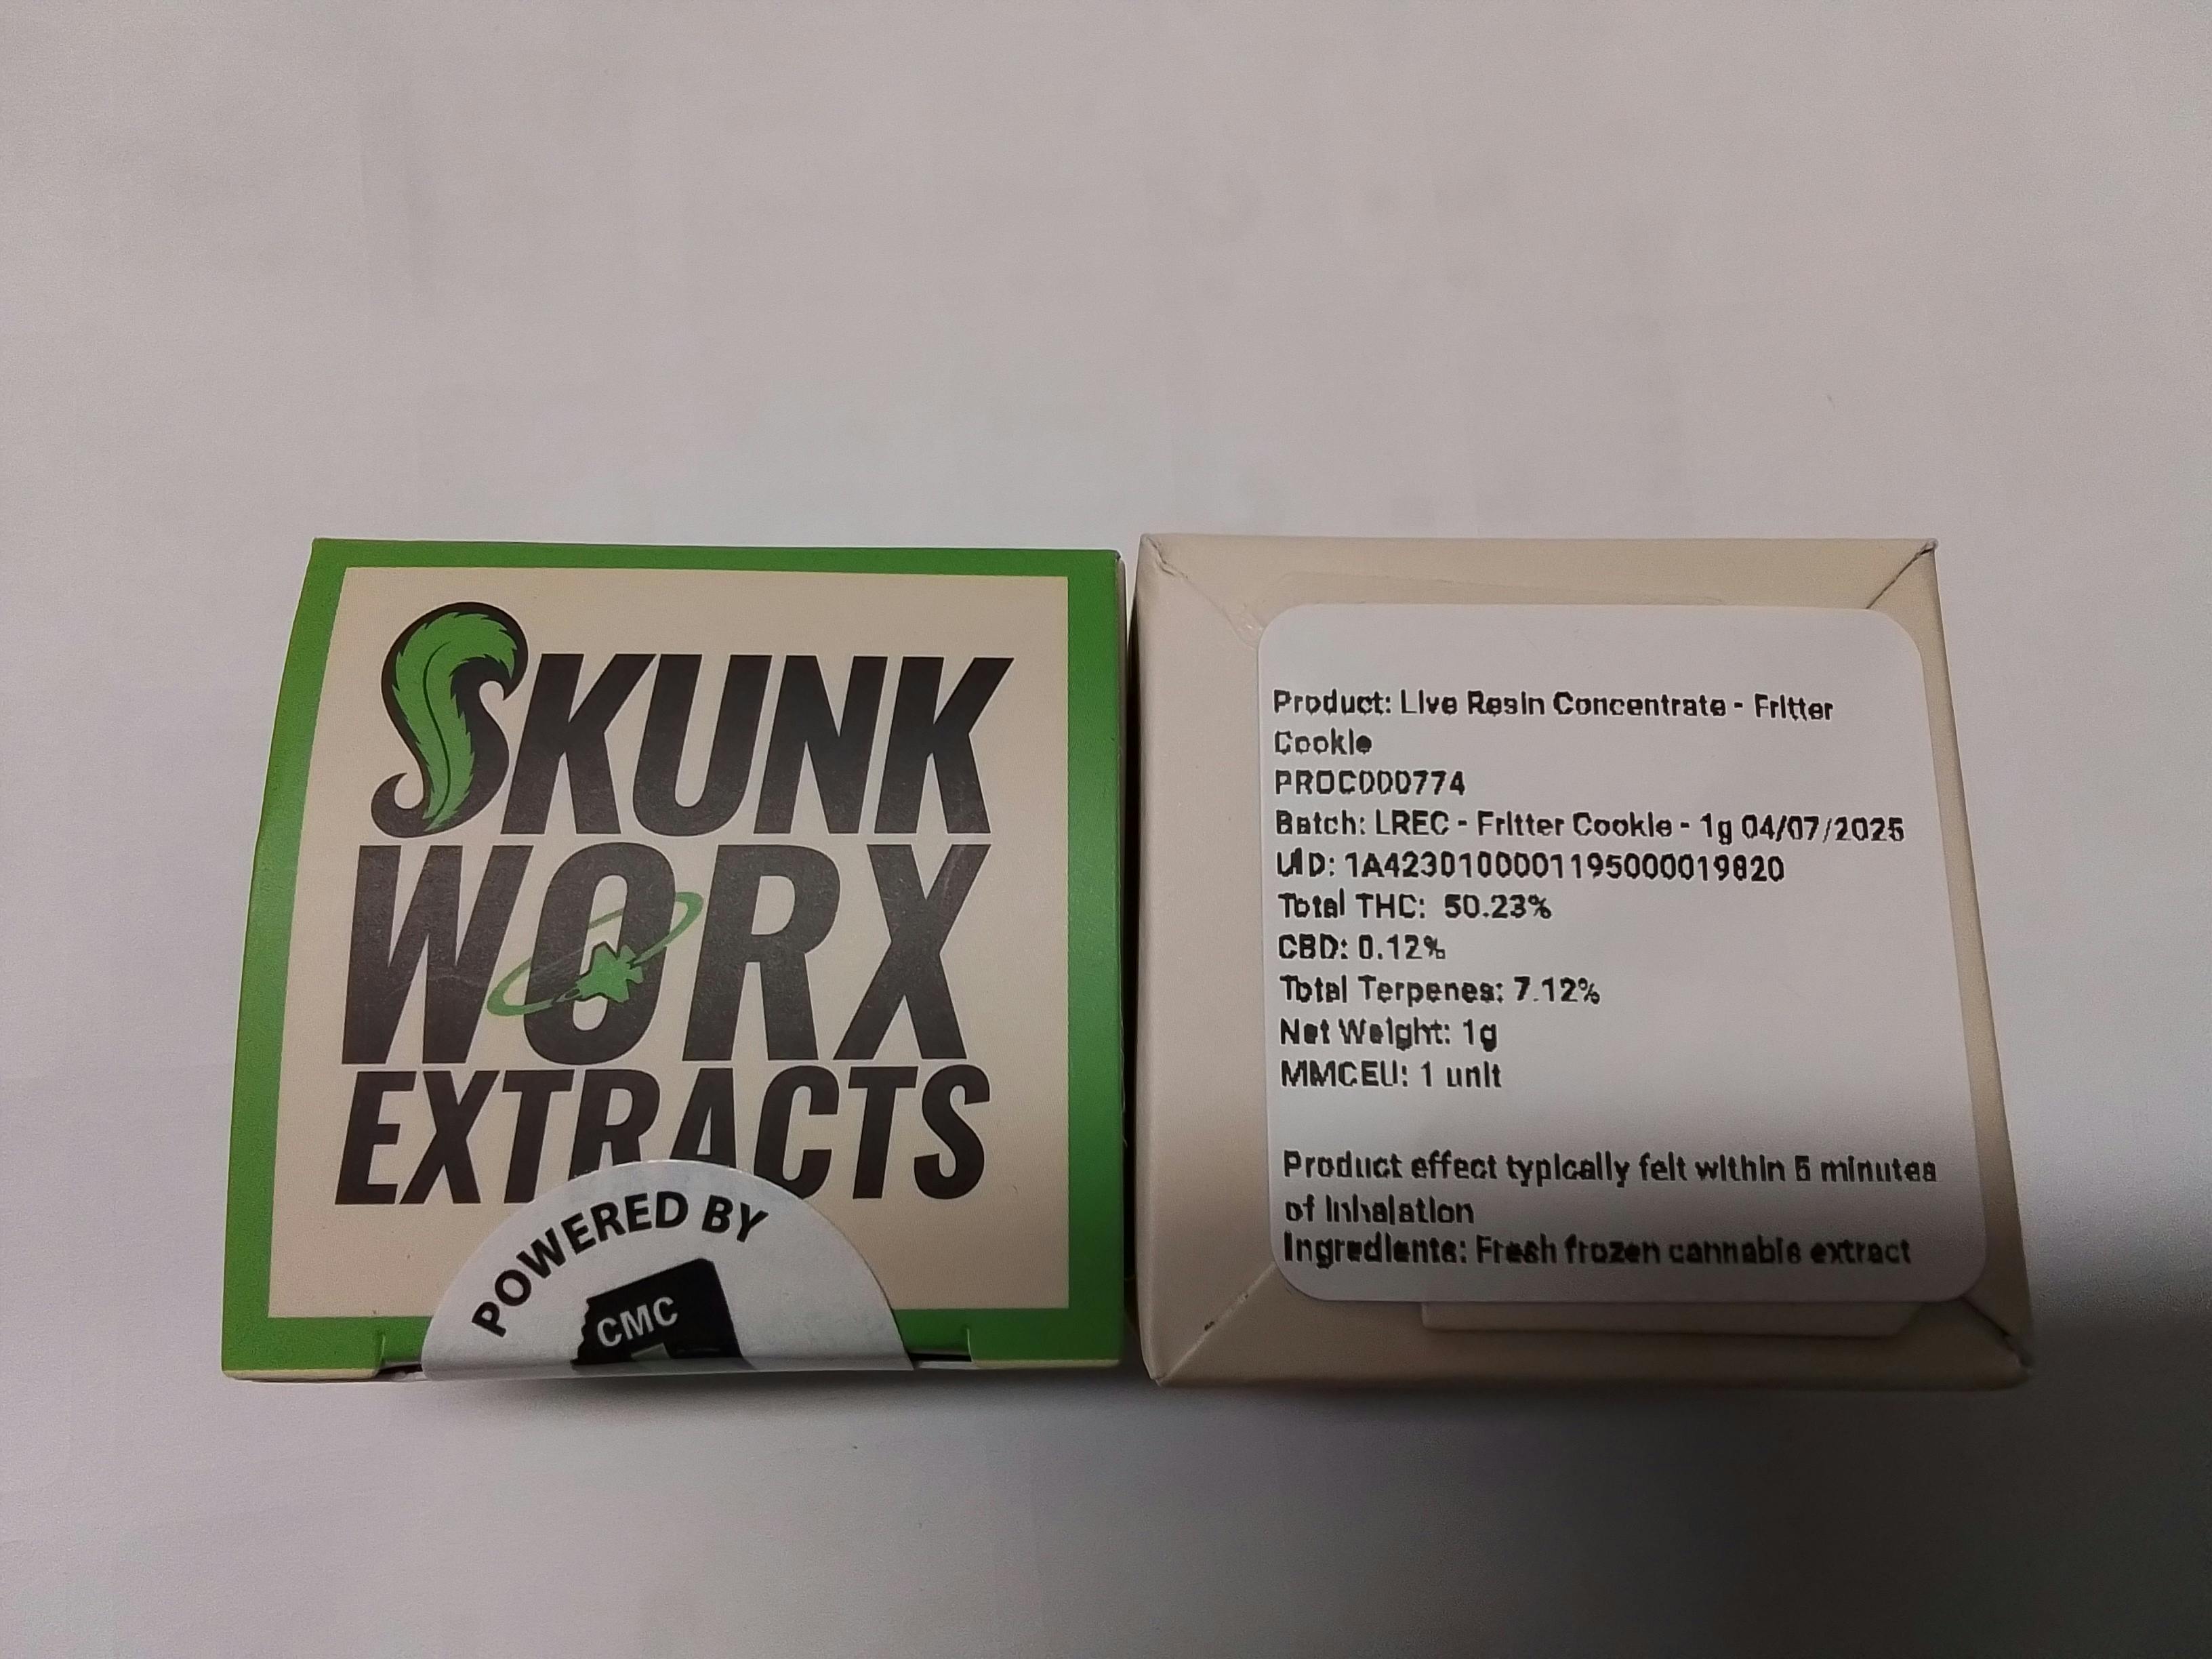 SKUNK
WORX
EXTRACTS
POWERED BY
CMC
Product: Live Resin Concentrate - Fritter
Cookie
PROC000774
Batch: LREC - Fritter Cookie - 1g 04/07/2025
UID: 1A4230100001195000019820
Total THC: 50.23%
CBD: 0.12%
Total Terpenes: 7.12%
Net Weight: 1g
MMCEU: 1 unit
Product effect typically felt within 5 minutes
of inhalation
Ingredients: Fresh frozen cannabis extract